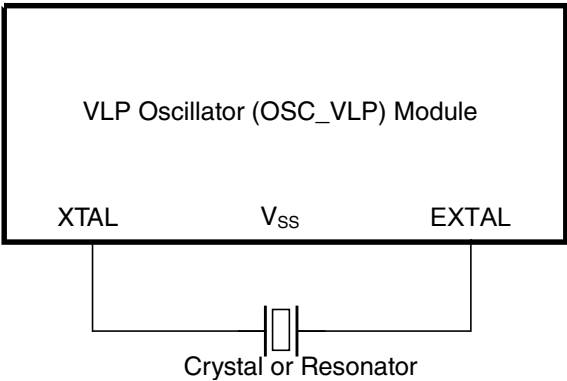 VLP Oscillator (OSC_VLP) Module
XTAL VSS EXTAL
Crystal or Resonator